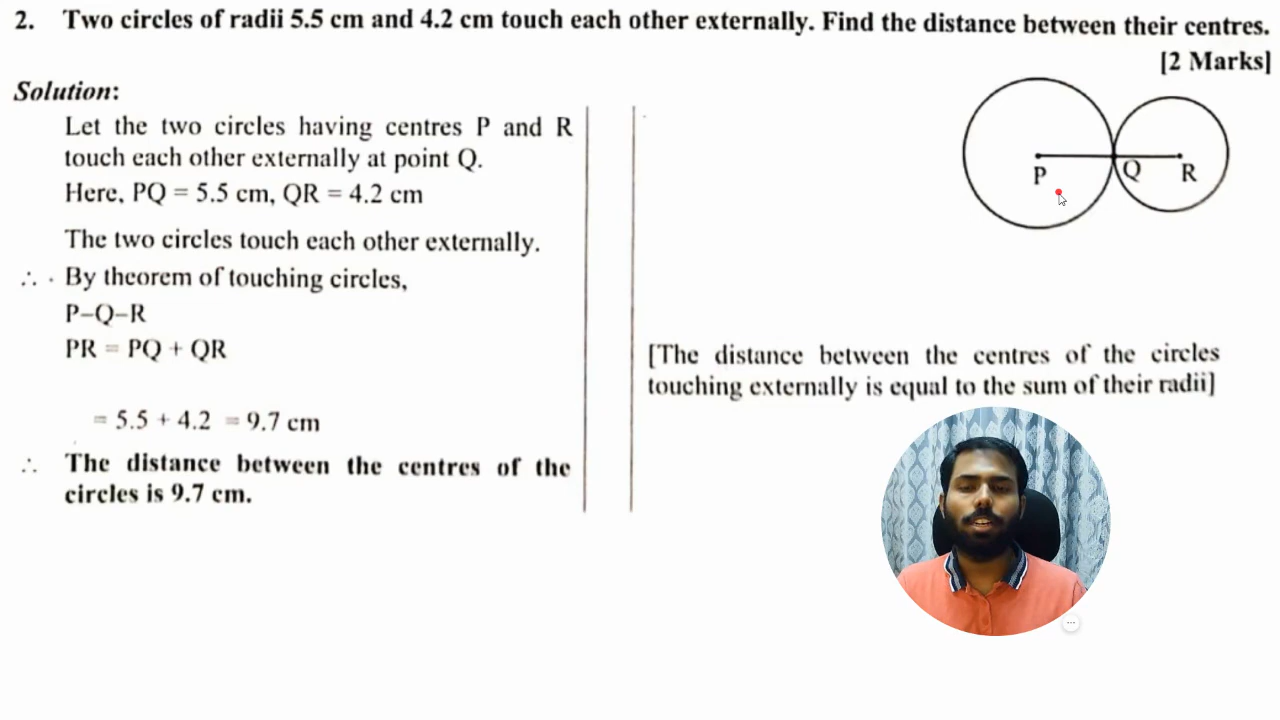 2. Two circles of radii 5.5 cm and 4.2 cm touch each other externally. Find the distance between their centres.
[2 Marks]
Solution:
Let the two circles having centres P and R
touch each other externally at point Q.
Here, PQ = 5.5 cm, QR = 4.2 cm
The two circles touch each other externally.
∴ By theorem of touching circles,
P–Q–R
PR = PQ + QR
= 5.5 + 4.2 = 9.7 cm
∴ The distance between the centres of the
circles is 9.7 cm.
P Q R
[The distance between the centres of the circles
touching externally is equal to the sum of their radii]